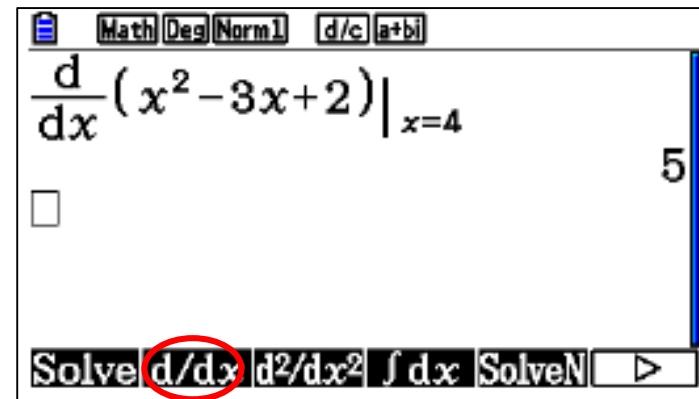 Math Deg Norm1 d/c a+bi
d/dx(x²−3x+2)|x=4
5
Solve d/dx d²/dx² ∫dx SolveN ▷